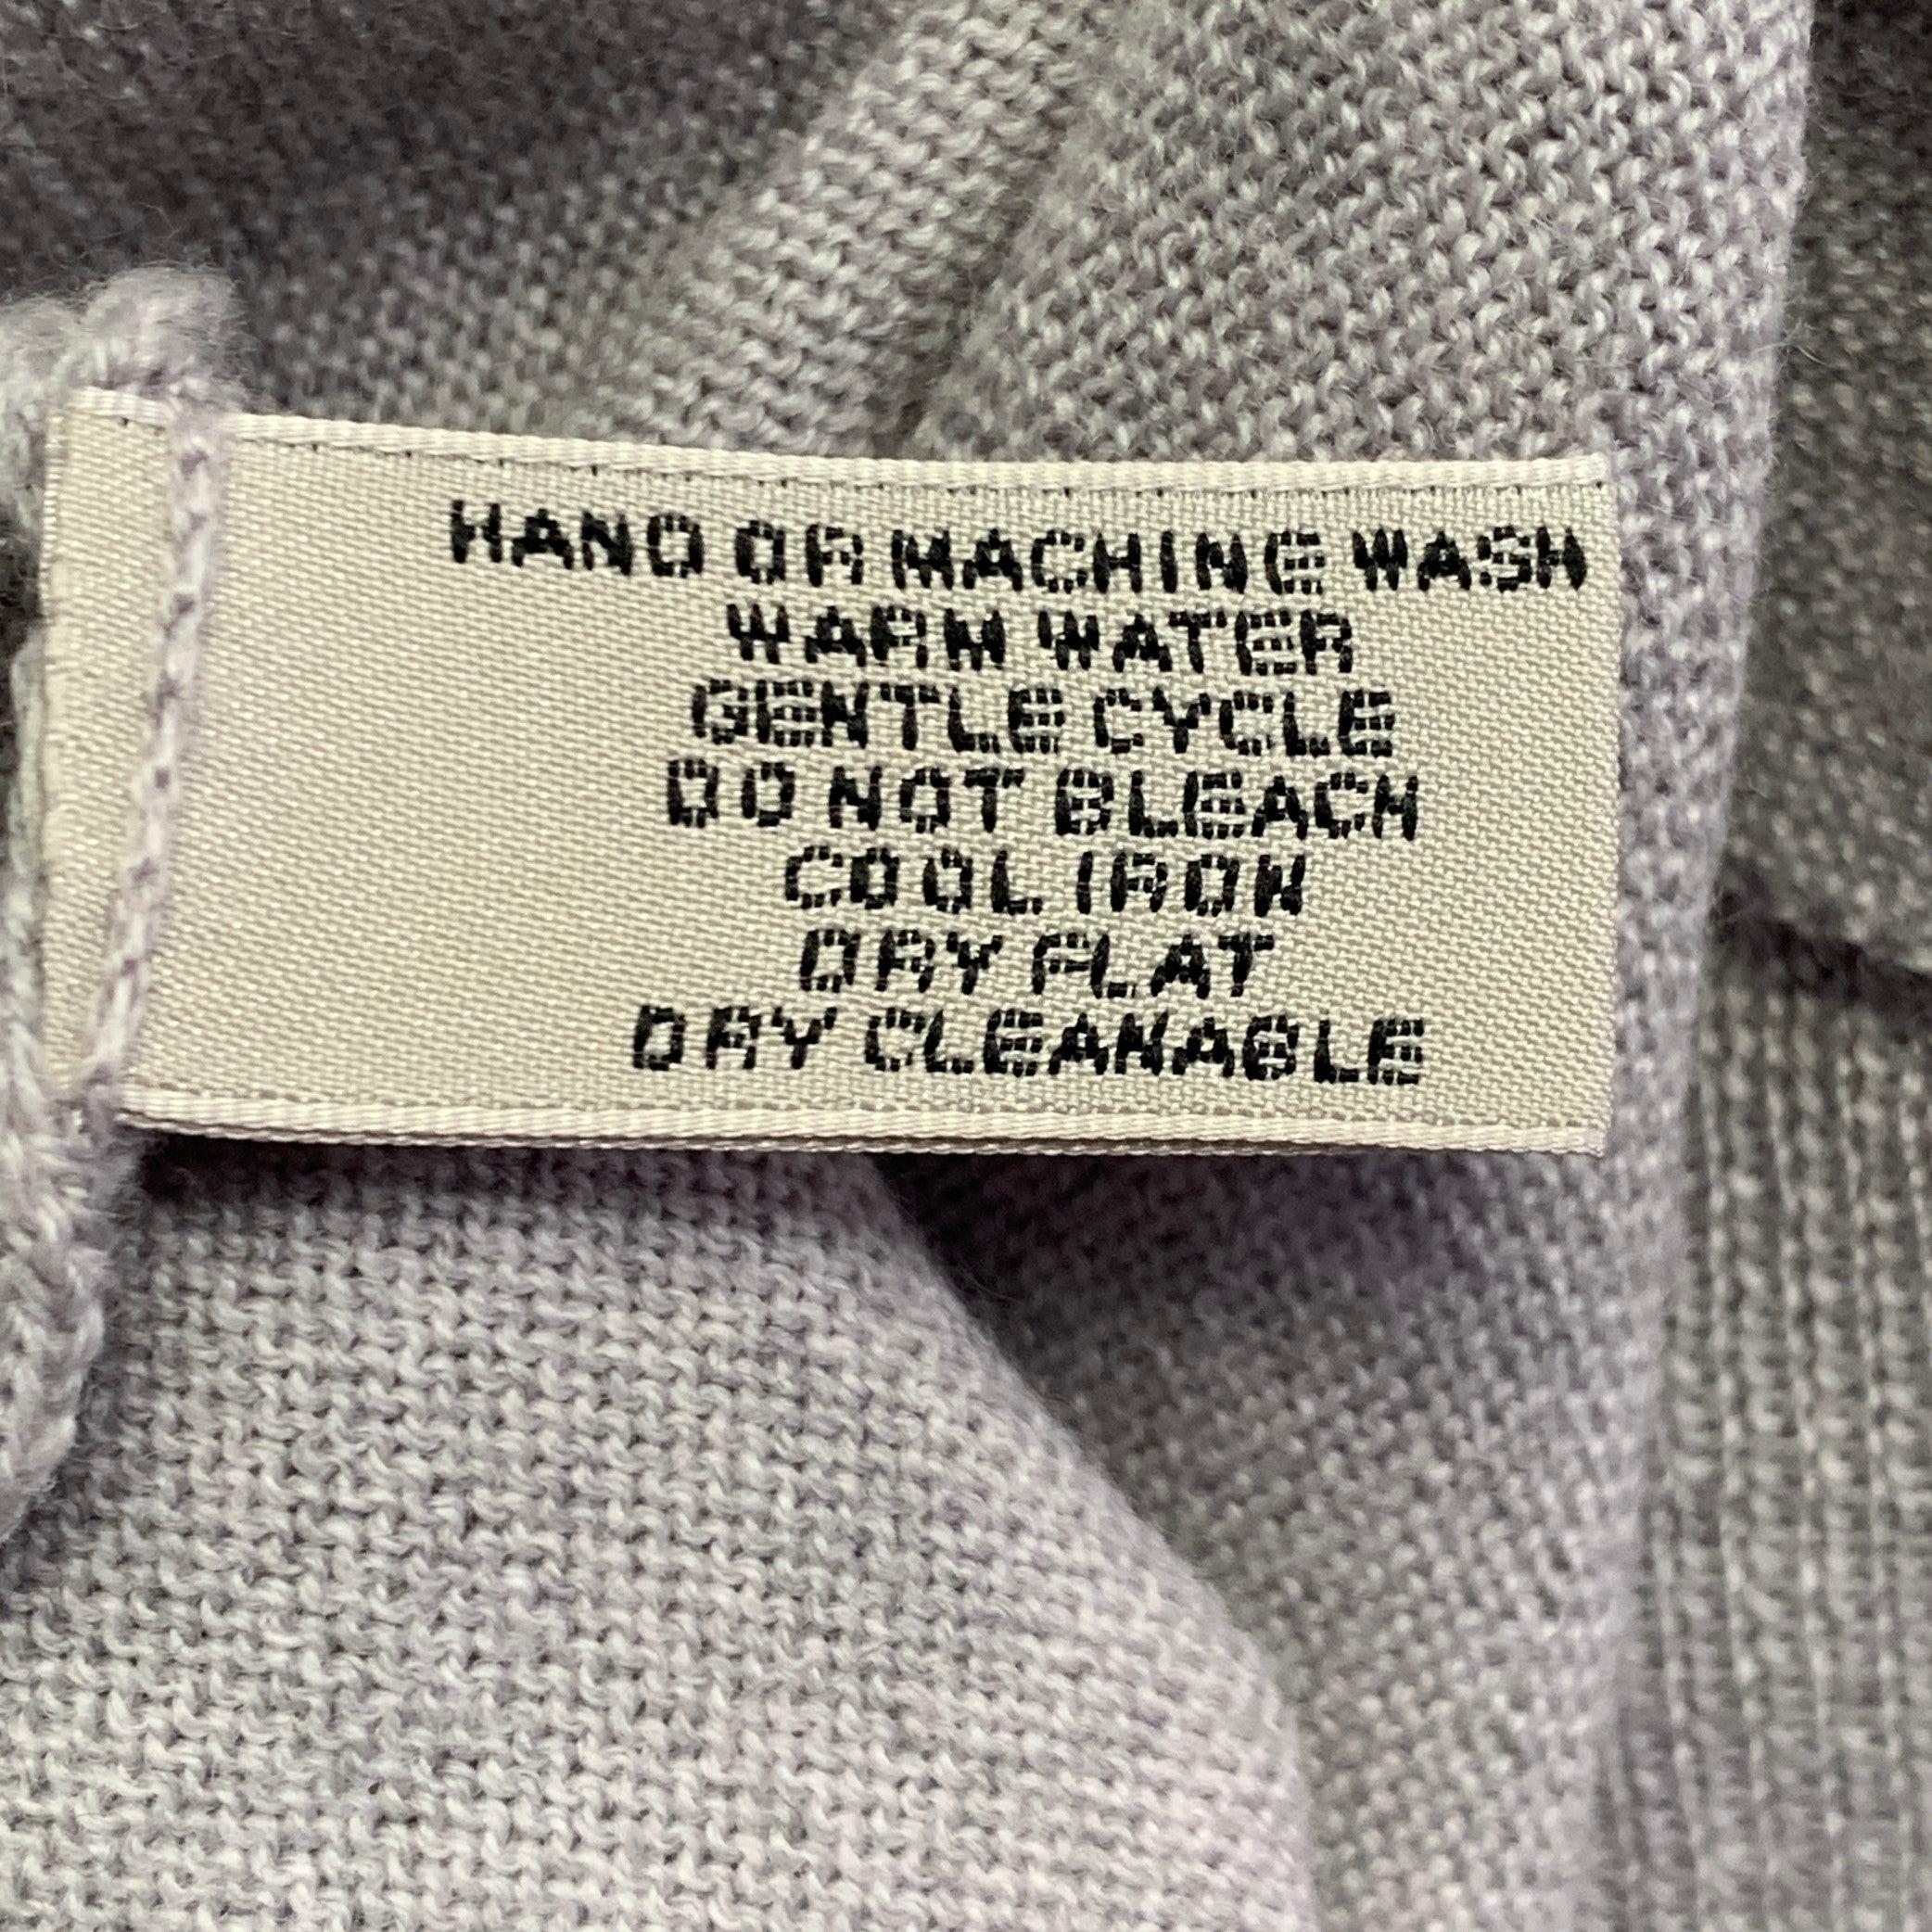 HAND OR MACHINE WASH
WARM WATER
GENTLE CYCLE
DO NOT BLEACH
COOL IRON
DRY FLAT
DRY CLEANABLE